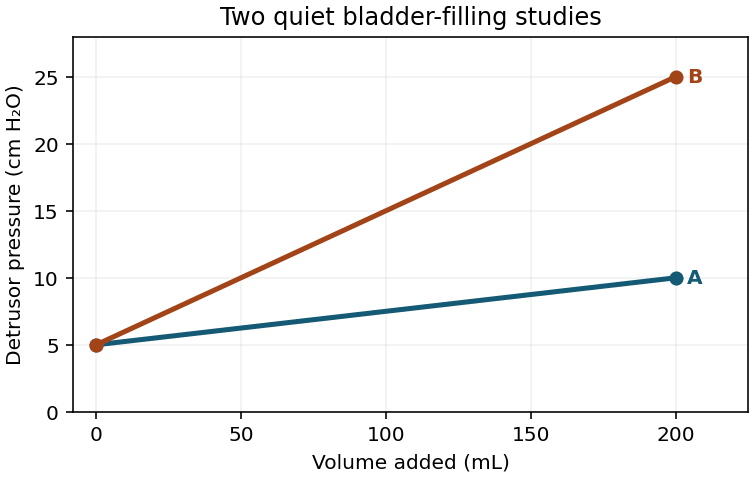 Two quiet bladder-filling studies
Detrusor pressure (cm H₂O)
25
20
15
10
5
0
B
A
0 50 100 150 200
Volume added (mL)